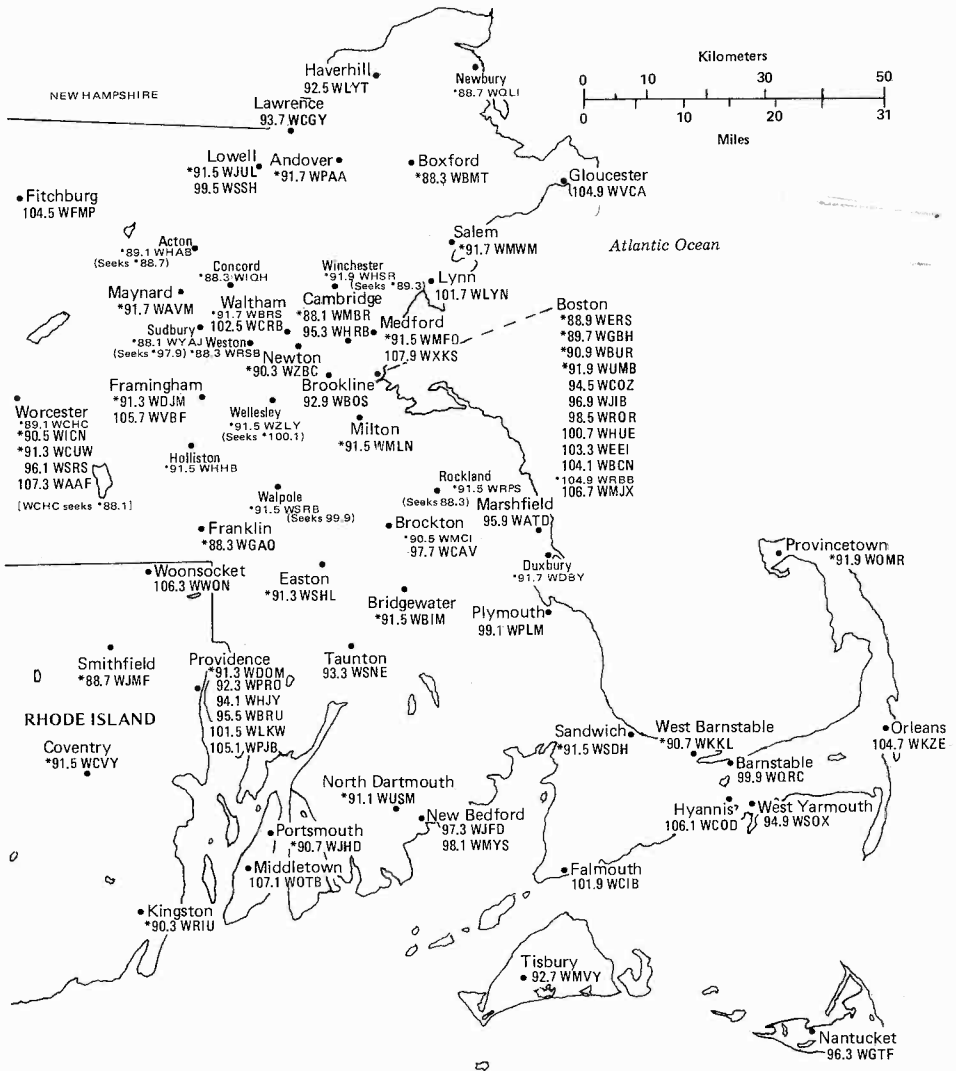 Kilometers
0 10 30 50
0 10 20 31
Miles
NEW HAMPSHIRE
Haverhill
92.5 WLYT
Newbury
*88.7 WQLI
Lawrence
93.7 WCGY
Lowell
*91.5 WJUL
99.5 WSSH
Andover
*91.7 WPAA
Boxford
*88.3 WBMT
Gloucester
104.9 WVCA
Fitchburg
104.5 WFMP
Salem
*91.7 WMWM
Atlantic Ocean
Acton
*89.1 WHAB
(Seeks *88.7)
Concord
*88.3 WIQH
Winchester
*91.9 WHSR
(Seeks *89.3)
Lynn
101.7 WLYN
Maynard
*91.7 WAVM
Waltham
*91.7 WBRS
102.5 WCRB
Cambridge
*88.1 WMBR
95.3 WHRB
Medford
*91.5 WMFO
107.9 WXKS
Boston
*88.9 WERS
*89.7 WGBH
*90.9 WBUR
*91.9 WUMB
94.5 WCOZ
96.9 WJIB
98.5 WROR
100.7 WHUE
103.3 WEEI
104.1 WBCN
*104.9 WRBB
106.7 WMJX
Sudbury
*88.1 WYAJ
(Seeks *97.9)
Weston
*88.3 WRSB
Newton
*90.3 WZBC
Brookline
92.9 WBOS
Framingham
*91.3 WDJM
105.7 WVBF
Wellesley
*91.5 WZLY
(Seeks *100.1)
Milton
*91.5 WMLN
Worcester
*89.1 WCHC
*90.5 WICN
*91.3 WCUW
96.1 WSRS
107.3 WAAF
[WCHC seeks *88.1]
Holliston
*91.5 WHHB
Walpole
*91.5 WSRB
(Seeks 99.9)
Rockland
*91.5 WRPS
(Seeks 88.3)
Marshfield
95.9 WATD
Franklin
*88.3 WGAO
Brockton
*90.5 WMCI
97.7 WCAV
Duxbury
*91.7 WDBY
Provincetown
*91.9 WOMR
Woonsocket
106.3 WWON
Easton
*91.3 WSHL
Bridgewater
*91.5 WBIM
Plymouth
99.1 WPLM
Smithfield
*88.7 WJMF
Providence
*91.3 WDOM
92.3 WPRO
94.1 WHJY
95.5 WBRU
101.5 WLKW
105.1 WPJB
Taunton
93.3 WSNE
RHODE ISLAND
Coventry
*91.5 WCVY
Sandwich
*91.5 WSDH
West Barnstable
*90.7 WKKL
Orleans
104.7 WKZE
Barnstable
99.9 WQRC
North Dartmouth
*91.1 WUSM
New Bedford
97.3 WJFD
98.1 WMYS
Hyannis
106.1 WCOD
West Yarmouth
94.9 WSOX
Portsmouth
*90.7 WJHD
Middletown
107.1 WOTB
Falmouth
101.9 WCIB
Kingston
*90.3 WRIU
Tisbury
92.7 WMVY
Nantucket
96.3 WGTF